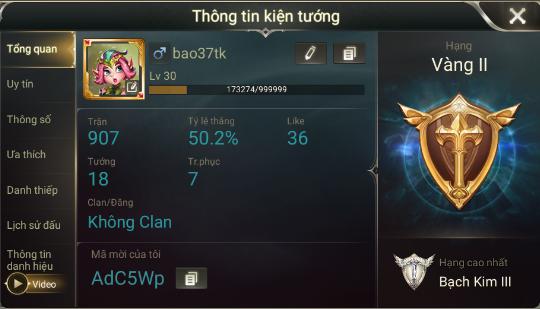 Thông tin kiện tướng
Tổng quan
Uy tín
Thông số
Ưa thích
Danh thiếp
Lịch sử đấu
Thông tin
danh hiệu
Video
bao37tk
Lv 30
173274/999999
Trận
Tỷ lệ thắng
Like
907
50.2%
36
Tướng
Tr.phục
18
7
Clan/Đảng
Không Clan
Mã mời của tôi
AdC5Wp
Hạng
Vàng II
Hạng cao nhất
Bạch Kim III